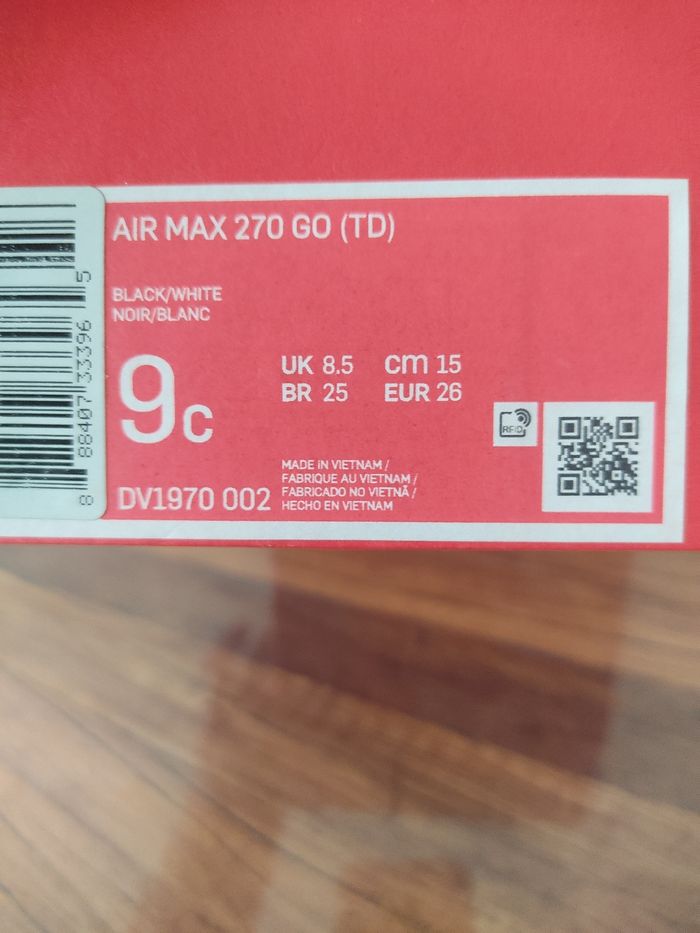 AIR MAX 270 GO (TD)
BLACK/WHITE
NOIR/BLANC
9c
UK 8.5 cm 15
BR 25 EUR 26
RFID
MADE IN VIETNAM /
FABRIQUE AU VIETNAM /
FABRICADO NO VIETNÃ /
HECHO EN VIETNAM
DV1970 002
8 88407 33396 5